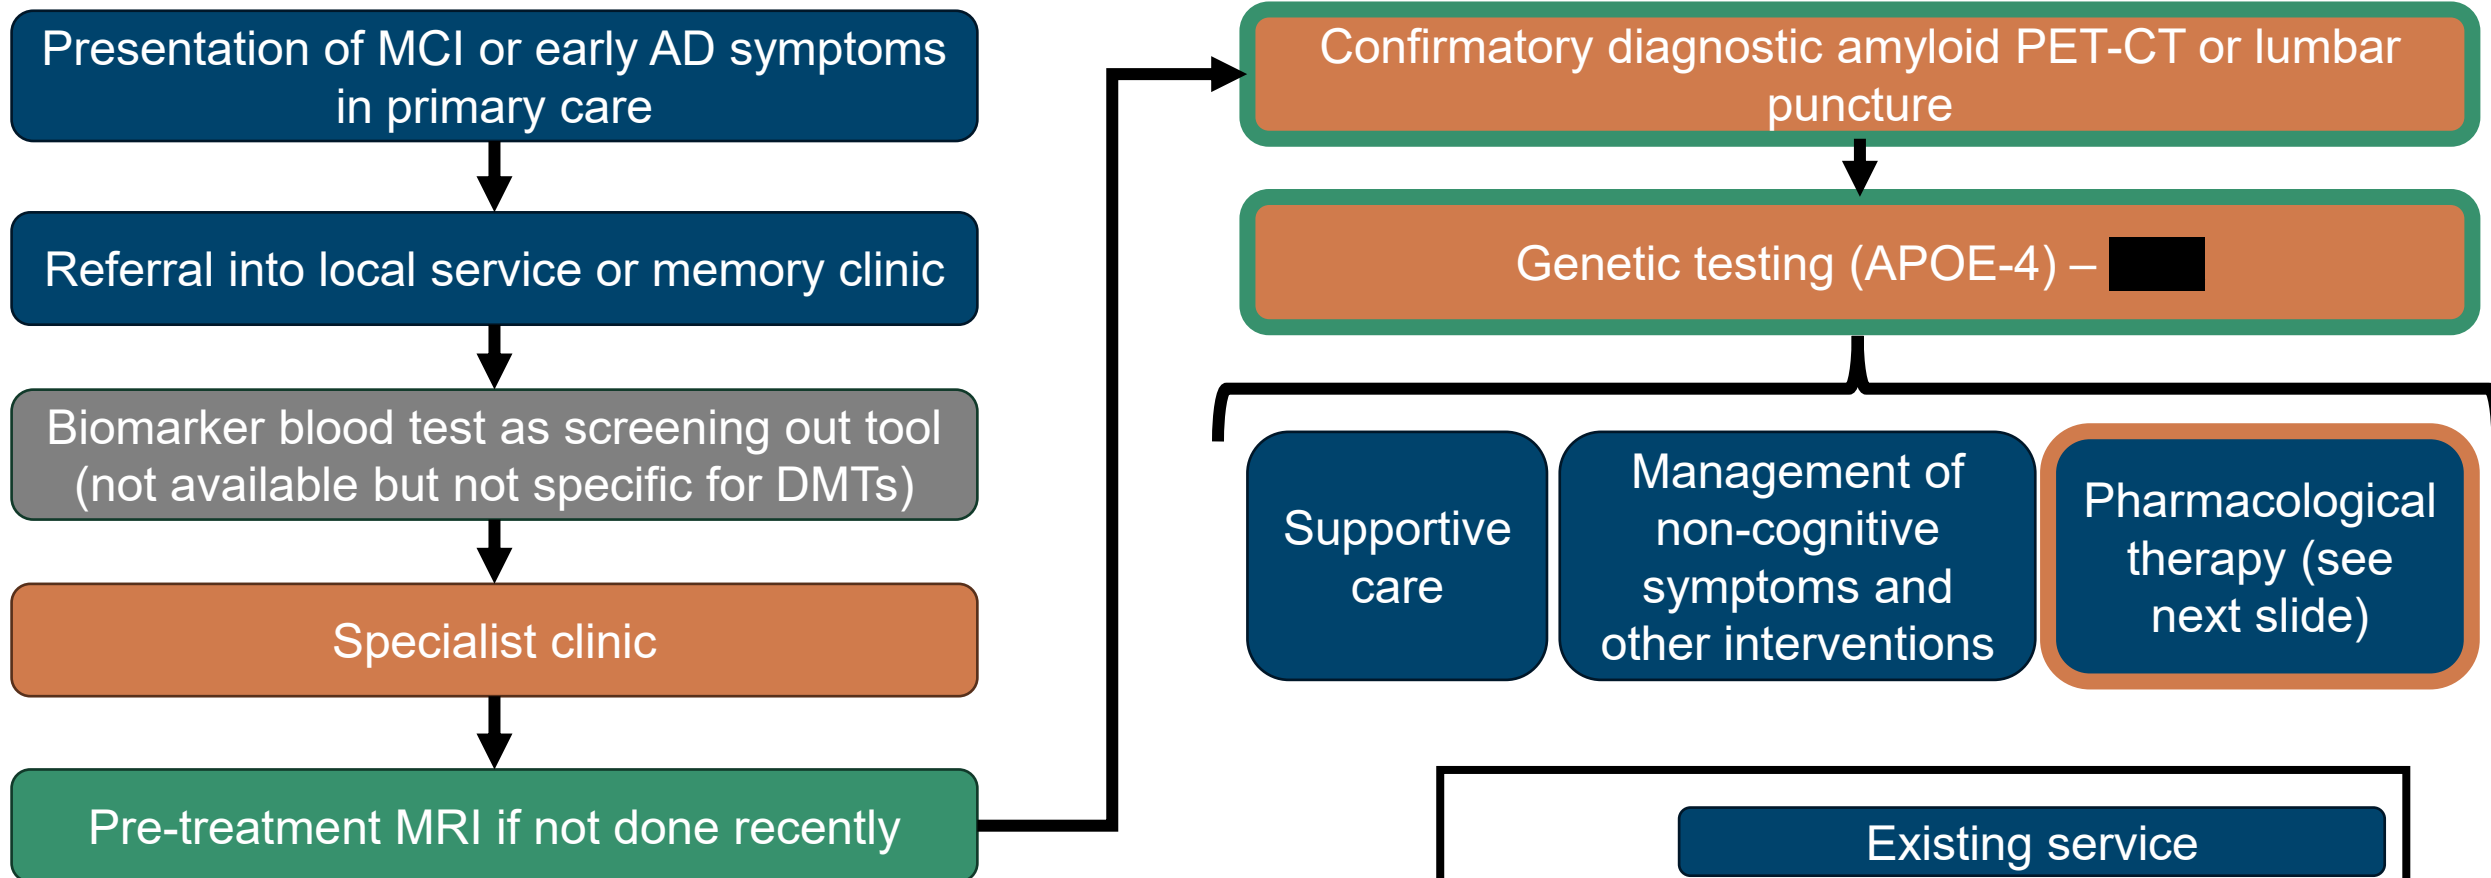 Presentation of MCI or early AD symptoms
in primary care
Referral into local service or memory clinic
Biomarker blood test as screening out tool
(not available but not specific for DMTs)
Specialist clinic
Pre-treatment MRI if not done recently
Confirmatory diagnostic amyloid PET-CT or lumbar
puncture
Genetic testing (APOE-4) –
Supportive
care
Management of
non-cognitive
symptoms and
other interventions
Pharmacological
therapy (see
next slide)
Existing service